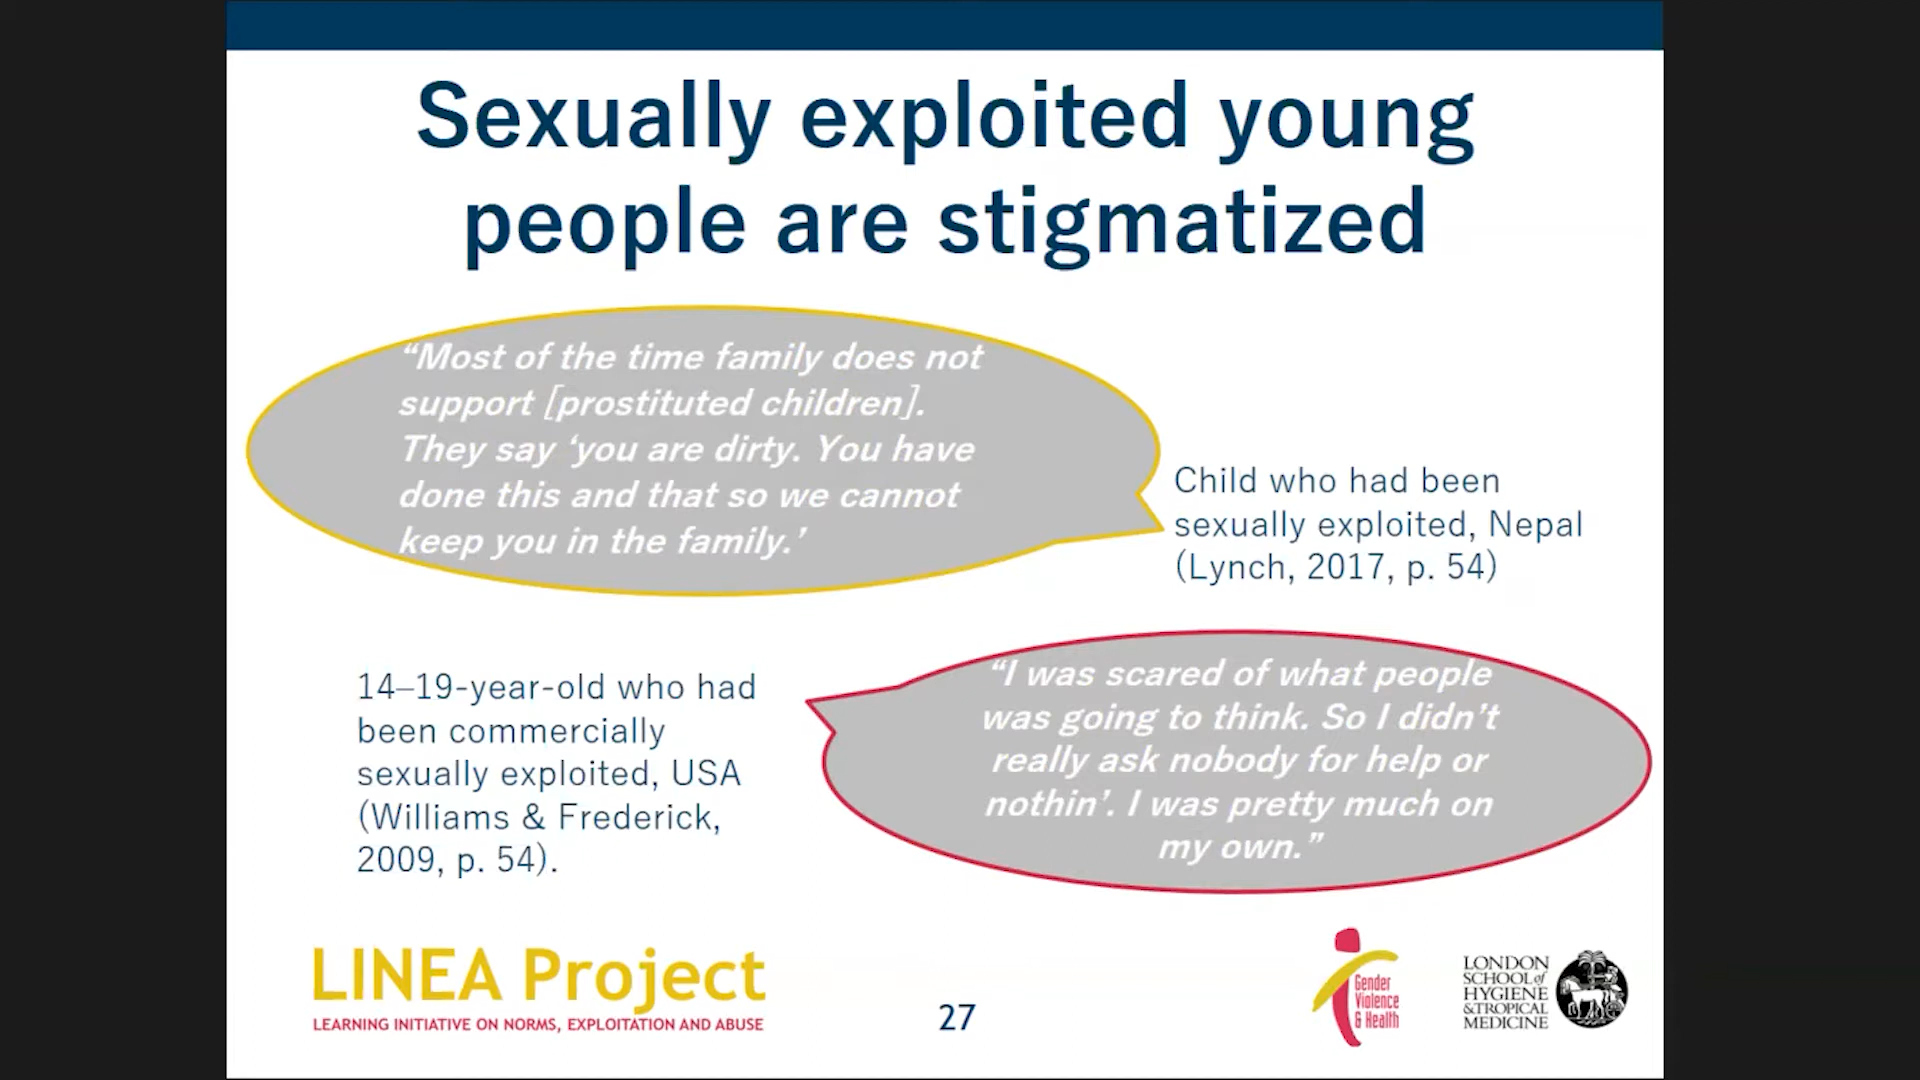 Sexually exploited young
people are stigmatized
“Most of the time family does not
support [prostituted children].
They say ‘you are dirty. You have
done this and that so we cannot
keep you in the family.’
Child who had been
sexually exploited, Nepal
(Lynch, 2017, p. 54)
14–19-year-old who had
been commercially
sexually exploited, USA
(Williams & Frederick,
2009, p. 54).
“I was scared of what people
was going to think. So I didn’t
really ask nobody for help or
nothin’. I was pretty much on
my own.”
LINEA Project
LEARNING INITIATIVE ON NORMS, EXPLOITATION AND ABUSE
27
Gender
Violence
& Health
LONDON
SCHOOL of
HYGIENE
& TROPICAL
MEDICINE